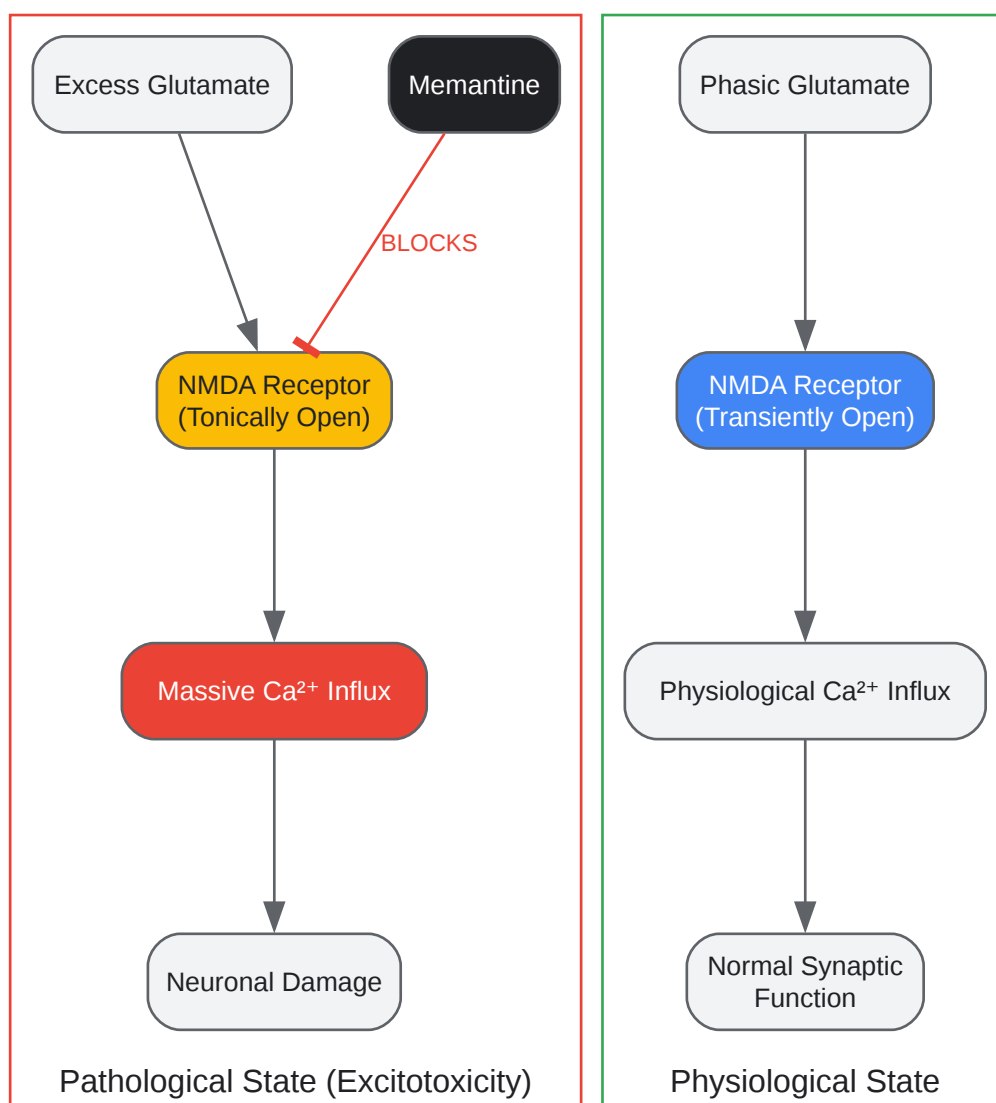 Excess Glutamate
Memantine
BLOCKS
NMDA Receptor
(Tonically Open)
Massive Ca²⁺ Influx
Neuronal Damage
Pathological State (Excitotoxicity)
Phasic Glutamate
NMDA Receptor
(Transiently Open)
Physiological Ca²⁺ Influx
Normal Synaptic
Function
Physiological State